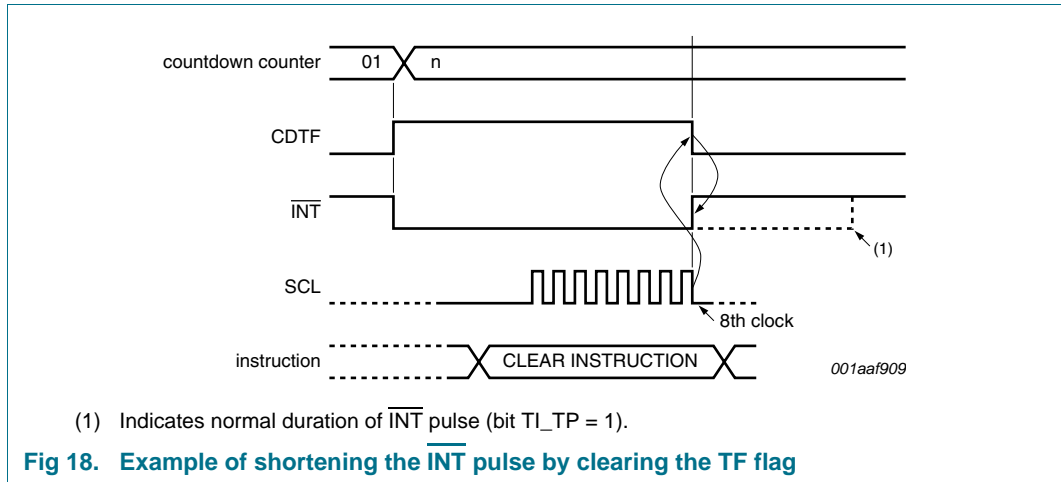 countdown counter 01 n
CDTF
INT
(1)
SCL
8th clock
instruction CLEAR INSTRUCTION
001aaf909
(1) Indicates normal duration of INT pulse (bit TI_TP = 1).
Fig 18. Example of shortening the INT pulse by clearing the TF flag